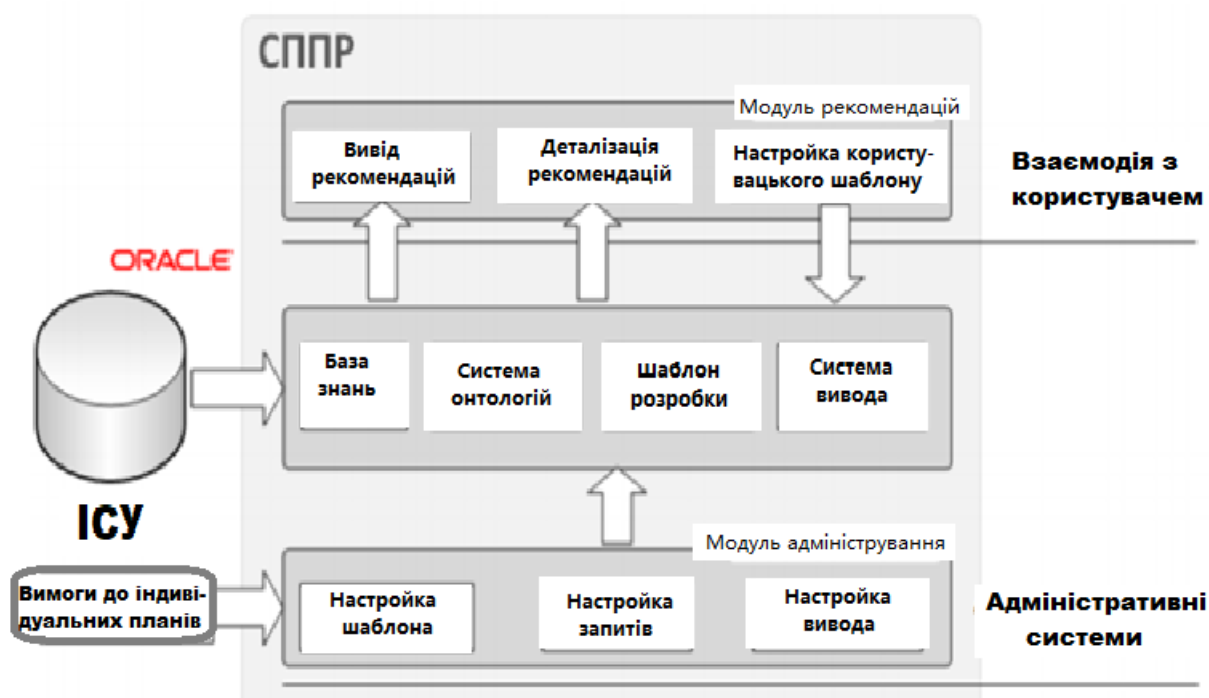 СППР
Модуль рекомендацій
Вивід
рекомендацій
Деталізація
рекомендацій
Настройка користу-
вацького шаблону
Взаємодія з
користувачем
ORACLE
База
знань
Система
онтологій
Шаблон
розробки
Система
вивода
ІСУ
Модуль адміністрування
Вимоги до індиві-
дуальних планів
Настройка
шаблона
Настройка
запитів
Настройка
вивода
Адміністративні
системи